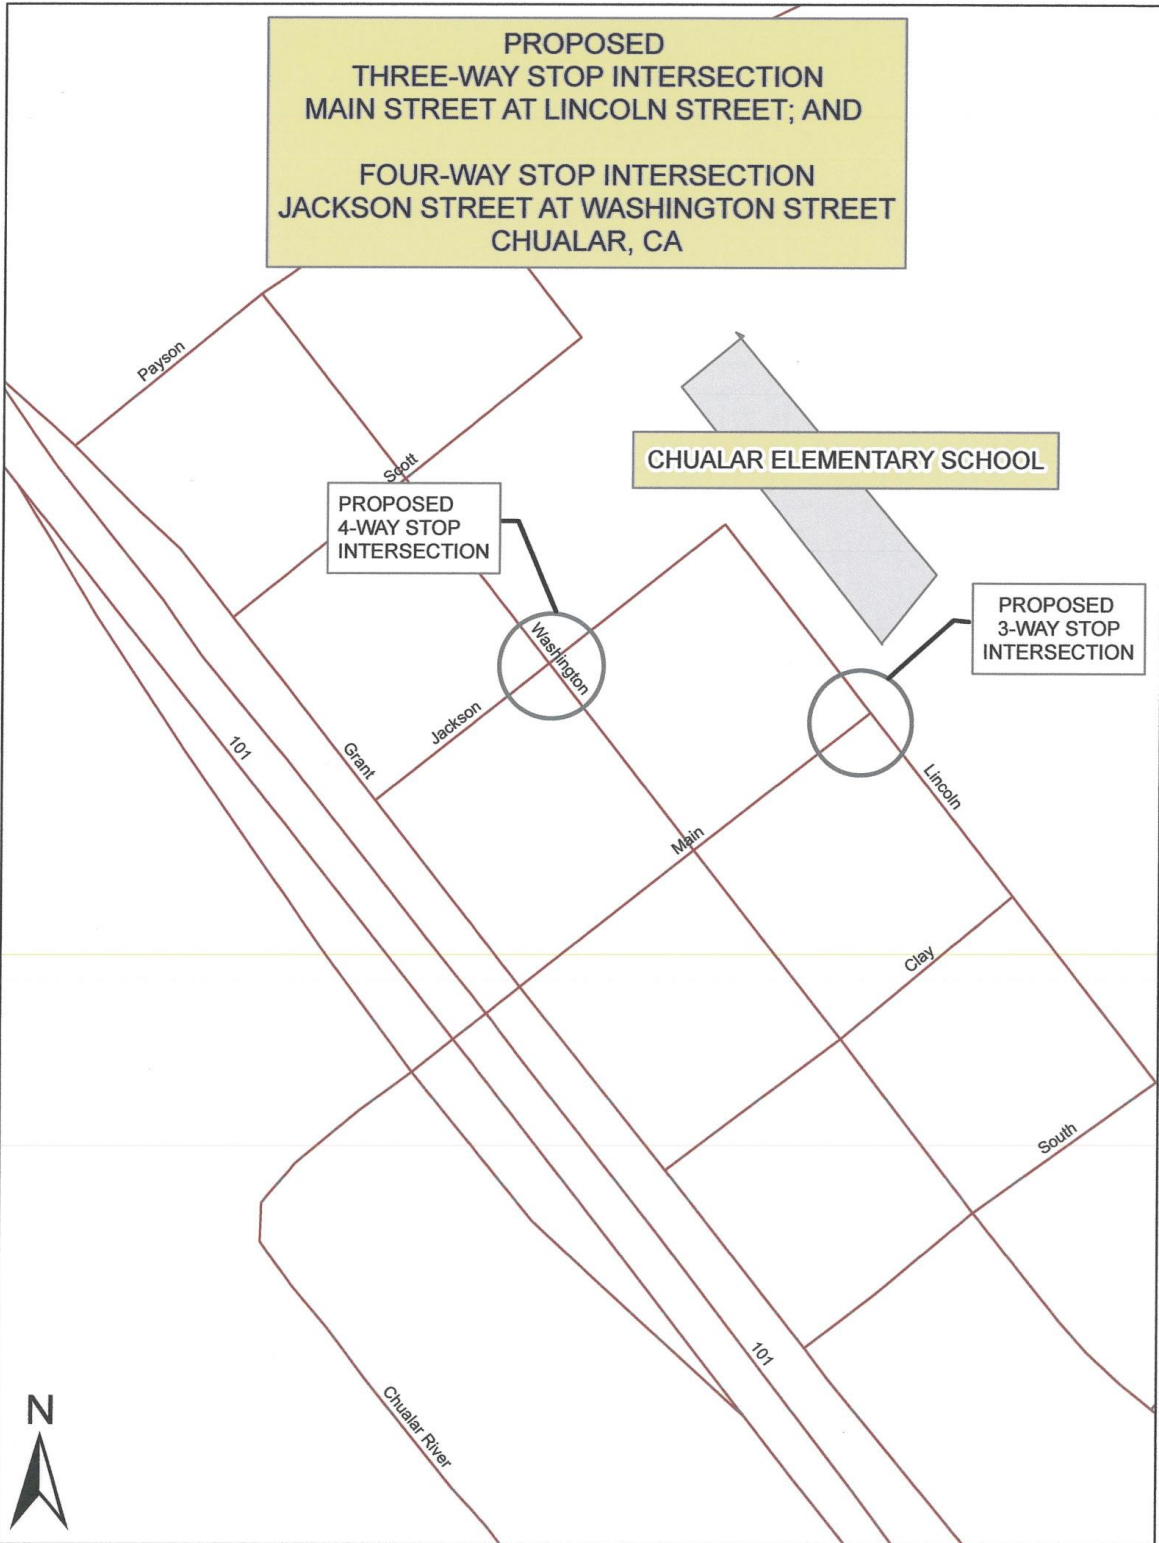 PROPOSED
THREE-WAY STOP INTERSECTION
MAIN STREET AT LINCOLN STREET; AND
FOUR-WAY STOP INTERSECTION
JACKSON STREET AT WASHINGTON STREET
CHUALAR, CA
Payson
Scott
CHUALAR ELEMENTARY SCHOOL
PROPOSED
4-WAY STOP
INTERSECTION
PROPOSED
3-WAY STOP
INTERSECTION
Washington
Jackson
101
Grant
Lincoln
Main
Clay
South
101
Chualar River
N